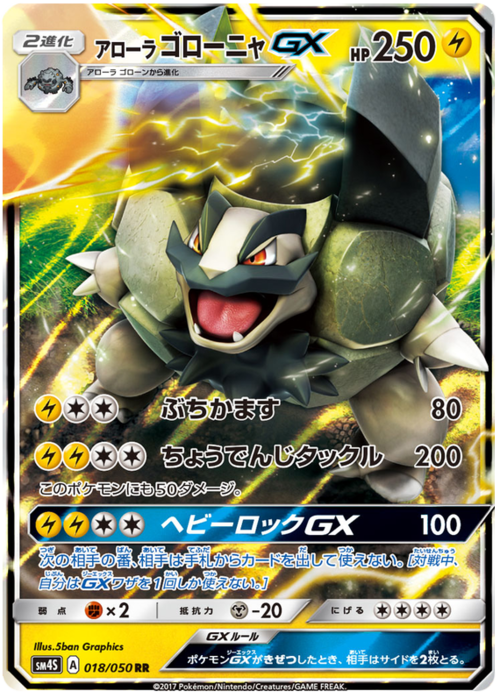 2進化
アローラ ゴローニャGX HP250
アローラ ゴローンから進化
ぶちかます 80
ちょうでんじタックル 200
このポケモンにも50ダメージ。
ヘビーロックGX 100
次の相手の番、相手は手札からカードを出して使えない。[対戦中、
自分はGXワザを1回しか使えない。]
弱点 ×2 抵抗力 -20 にげる
GXルール
Illus.5ban Graphics
ポケモンGXがきぜつしたとき、相手はサイドを2枚とる。
SM4S A 018/050 RR
©2017 Pokémon/Nintendo/Creatures/GAME FREAK.